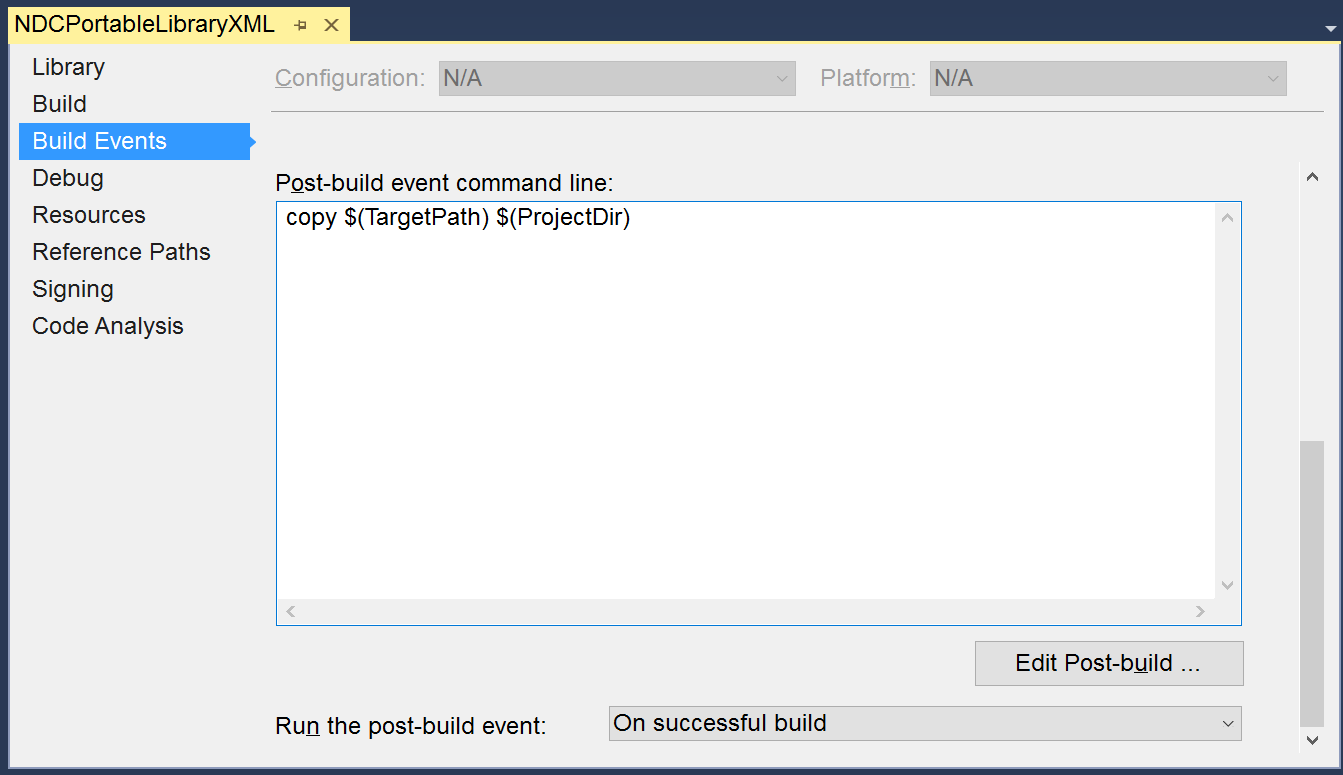 NDCPortableLibraryXML
Library
Build
Build Events
Debug
Resources
Reference Paths
Signing
Code Analysis
Configuration: N/A Platform: N/A
Post-build event command line:
copy $(TargetPath) $(ProjectDir)
Edit Post-build ...
Run the post-build event: On successful build